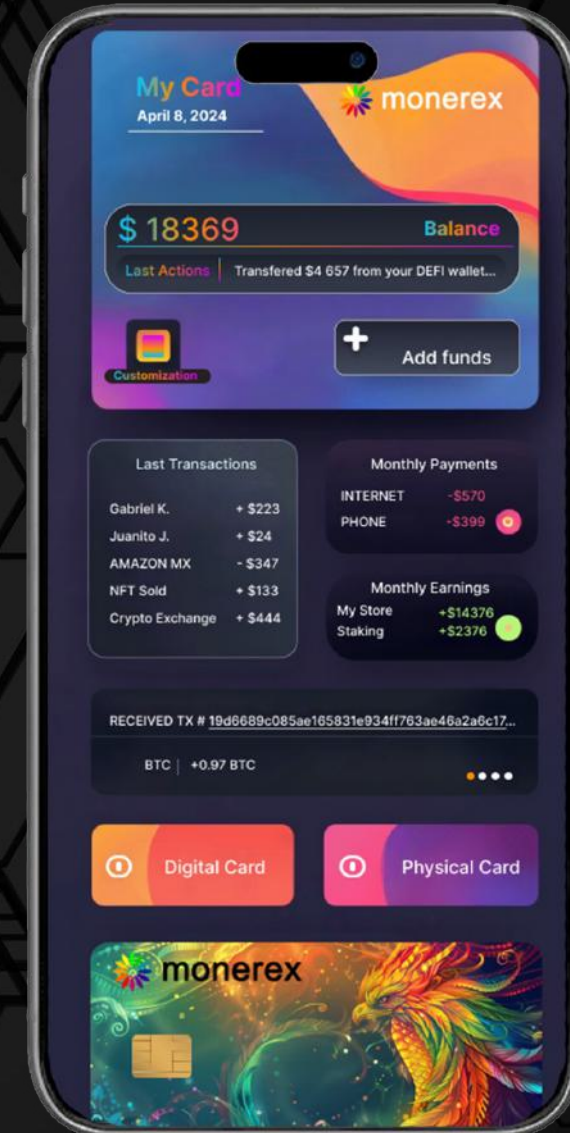 My Card
April 8, 2024
monerex
$ 18369 Balance
Last Actions Transfered $4 657 from your DEFI wallet...
Customization
Add funds
Last Transactions
Gabriel K. + $223
Juanito J. + $24
AMAZON MX - $347
NFT Sold + $133
Crypto Exchange + $444
Monthly Payments
INTERNET -$570
PHONE -$399
Monthly Earnings
My Store +$14376
Staking +$2376
RECEIVED TX # 19d6689c085ae165831e934ff763ae46a2a6c17...
BTC | +0.97 BTC
Digital Card
Physical Card
monerex